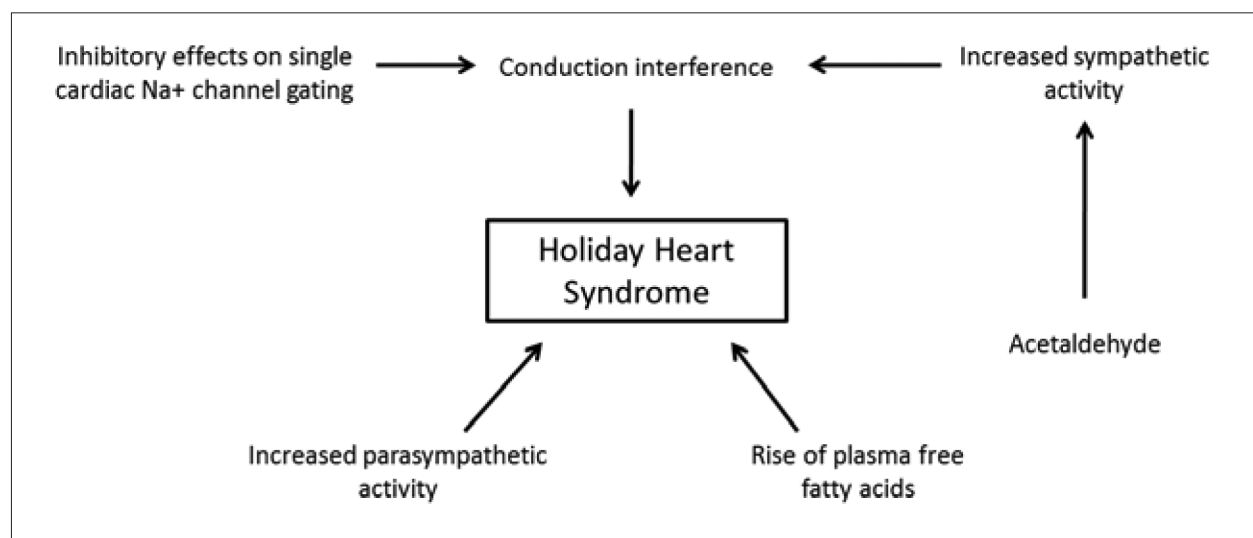 Inhibitory effects on single
cardiac Na+ channel gating
Conduction interference
Increased sympathetic
activity
Holiday Heart
Syndrome
Acetaldehyde
Increased parasympathetic
activity
Rise of plasma free
fatty acids